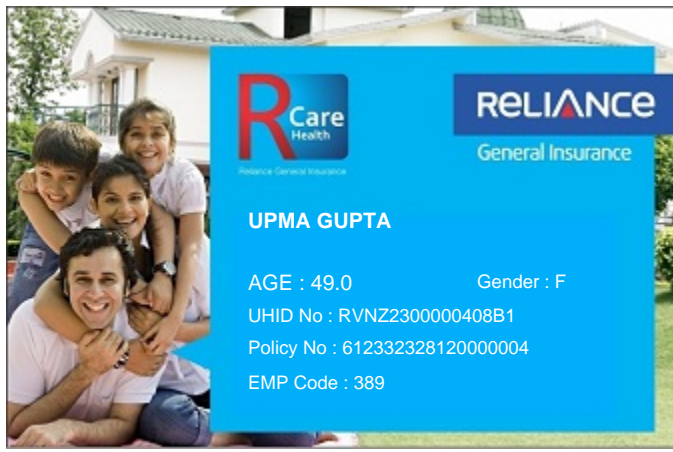 R Care
Health
Reliance General Insurance
RELIANCE
General Insurance
UPMA GUPTA
AGE : 49.0 Gender : F
UHID No : RVNZ2300000408B1
Policy No : 612332328120000004
EMP Code : 389